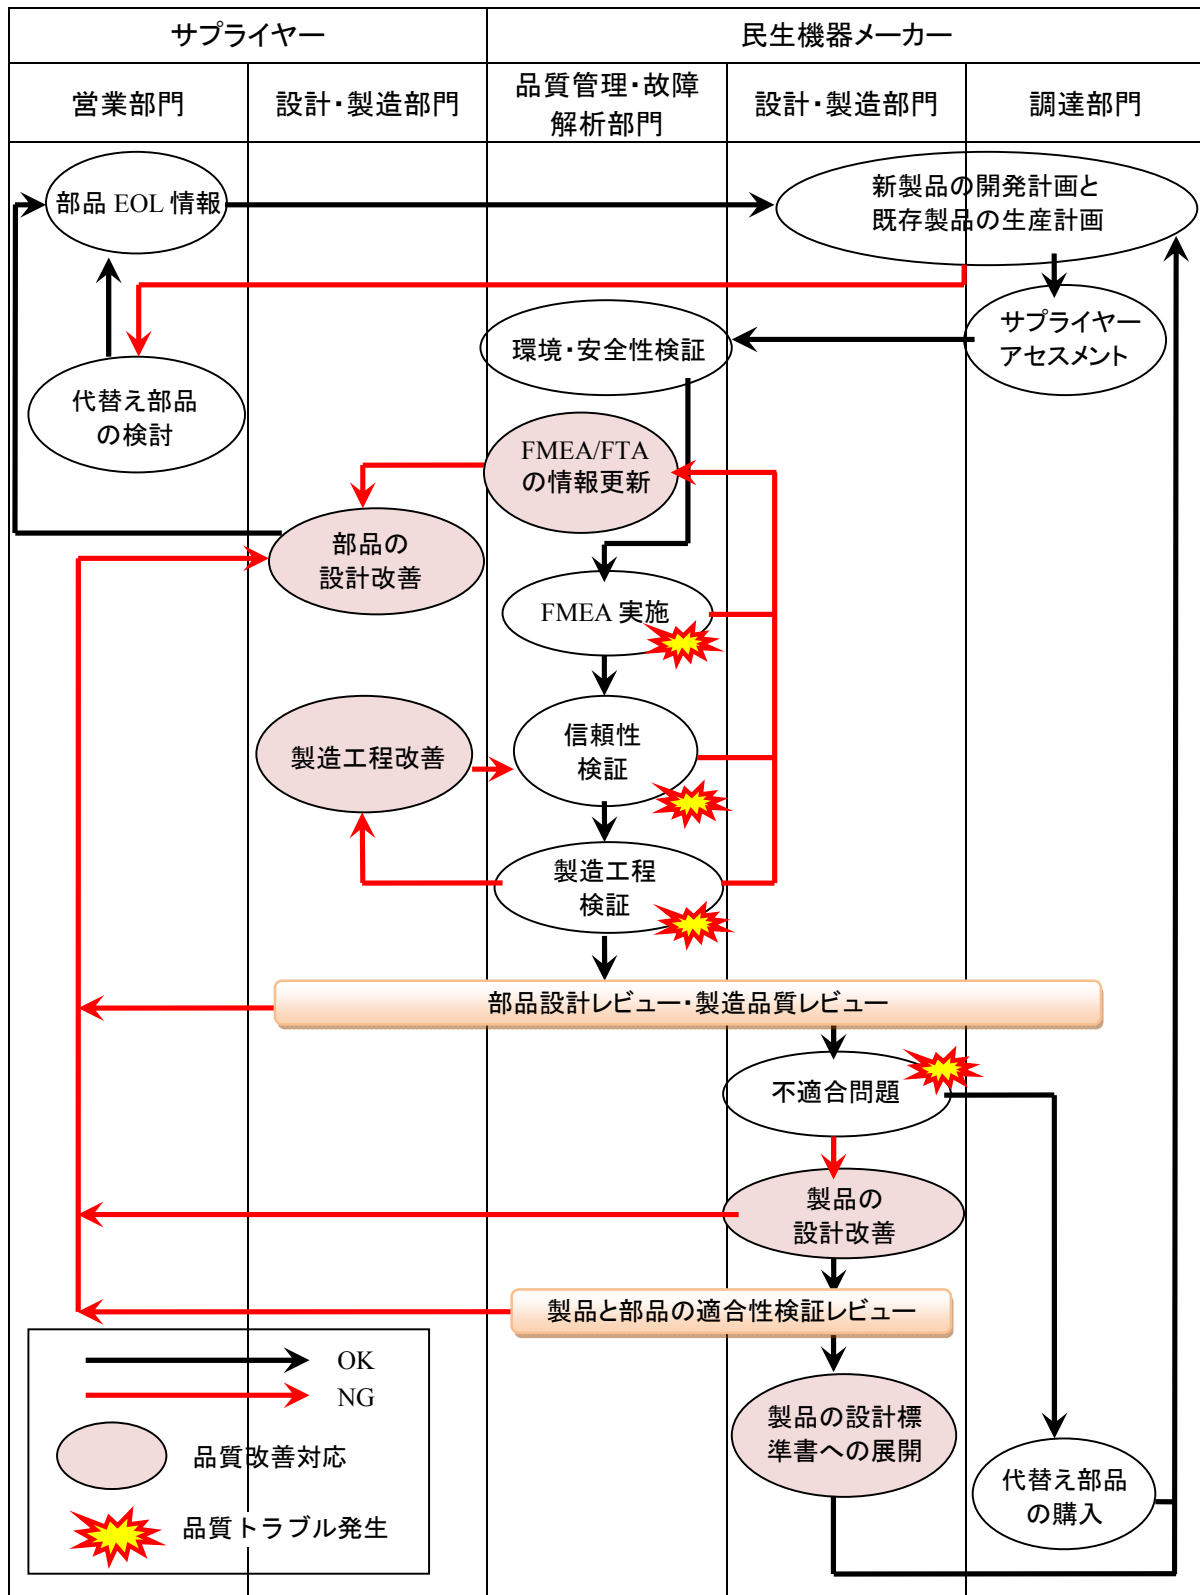 サプライヤー
民生機器メーカー
営業部門
設計・製造部門
品質管理・故障
解析部門
設計・製造部門
調達部門
部品 EOL 情報
新製品の開発計画と
既存製品の生産計画
サプライヤー
アセスメント
環境・安全性検証
代替え部品
の検討
FMEA/FTA
の情報更新
部品の
設計改善
FMEA 実施
信頼性
検証
製造工程改善
製造工程
検証
部品設計レビュー・製造品質レビュー
不適合問題
製品の
設計改善
製品と部品の適合性検証レビュー
製品の設計標
準書への展開
代替え部品
の購入
OK
NG
品質改善対応
品質トラブル発生